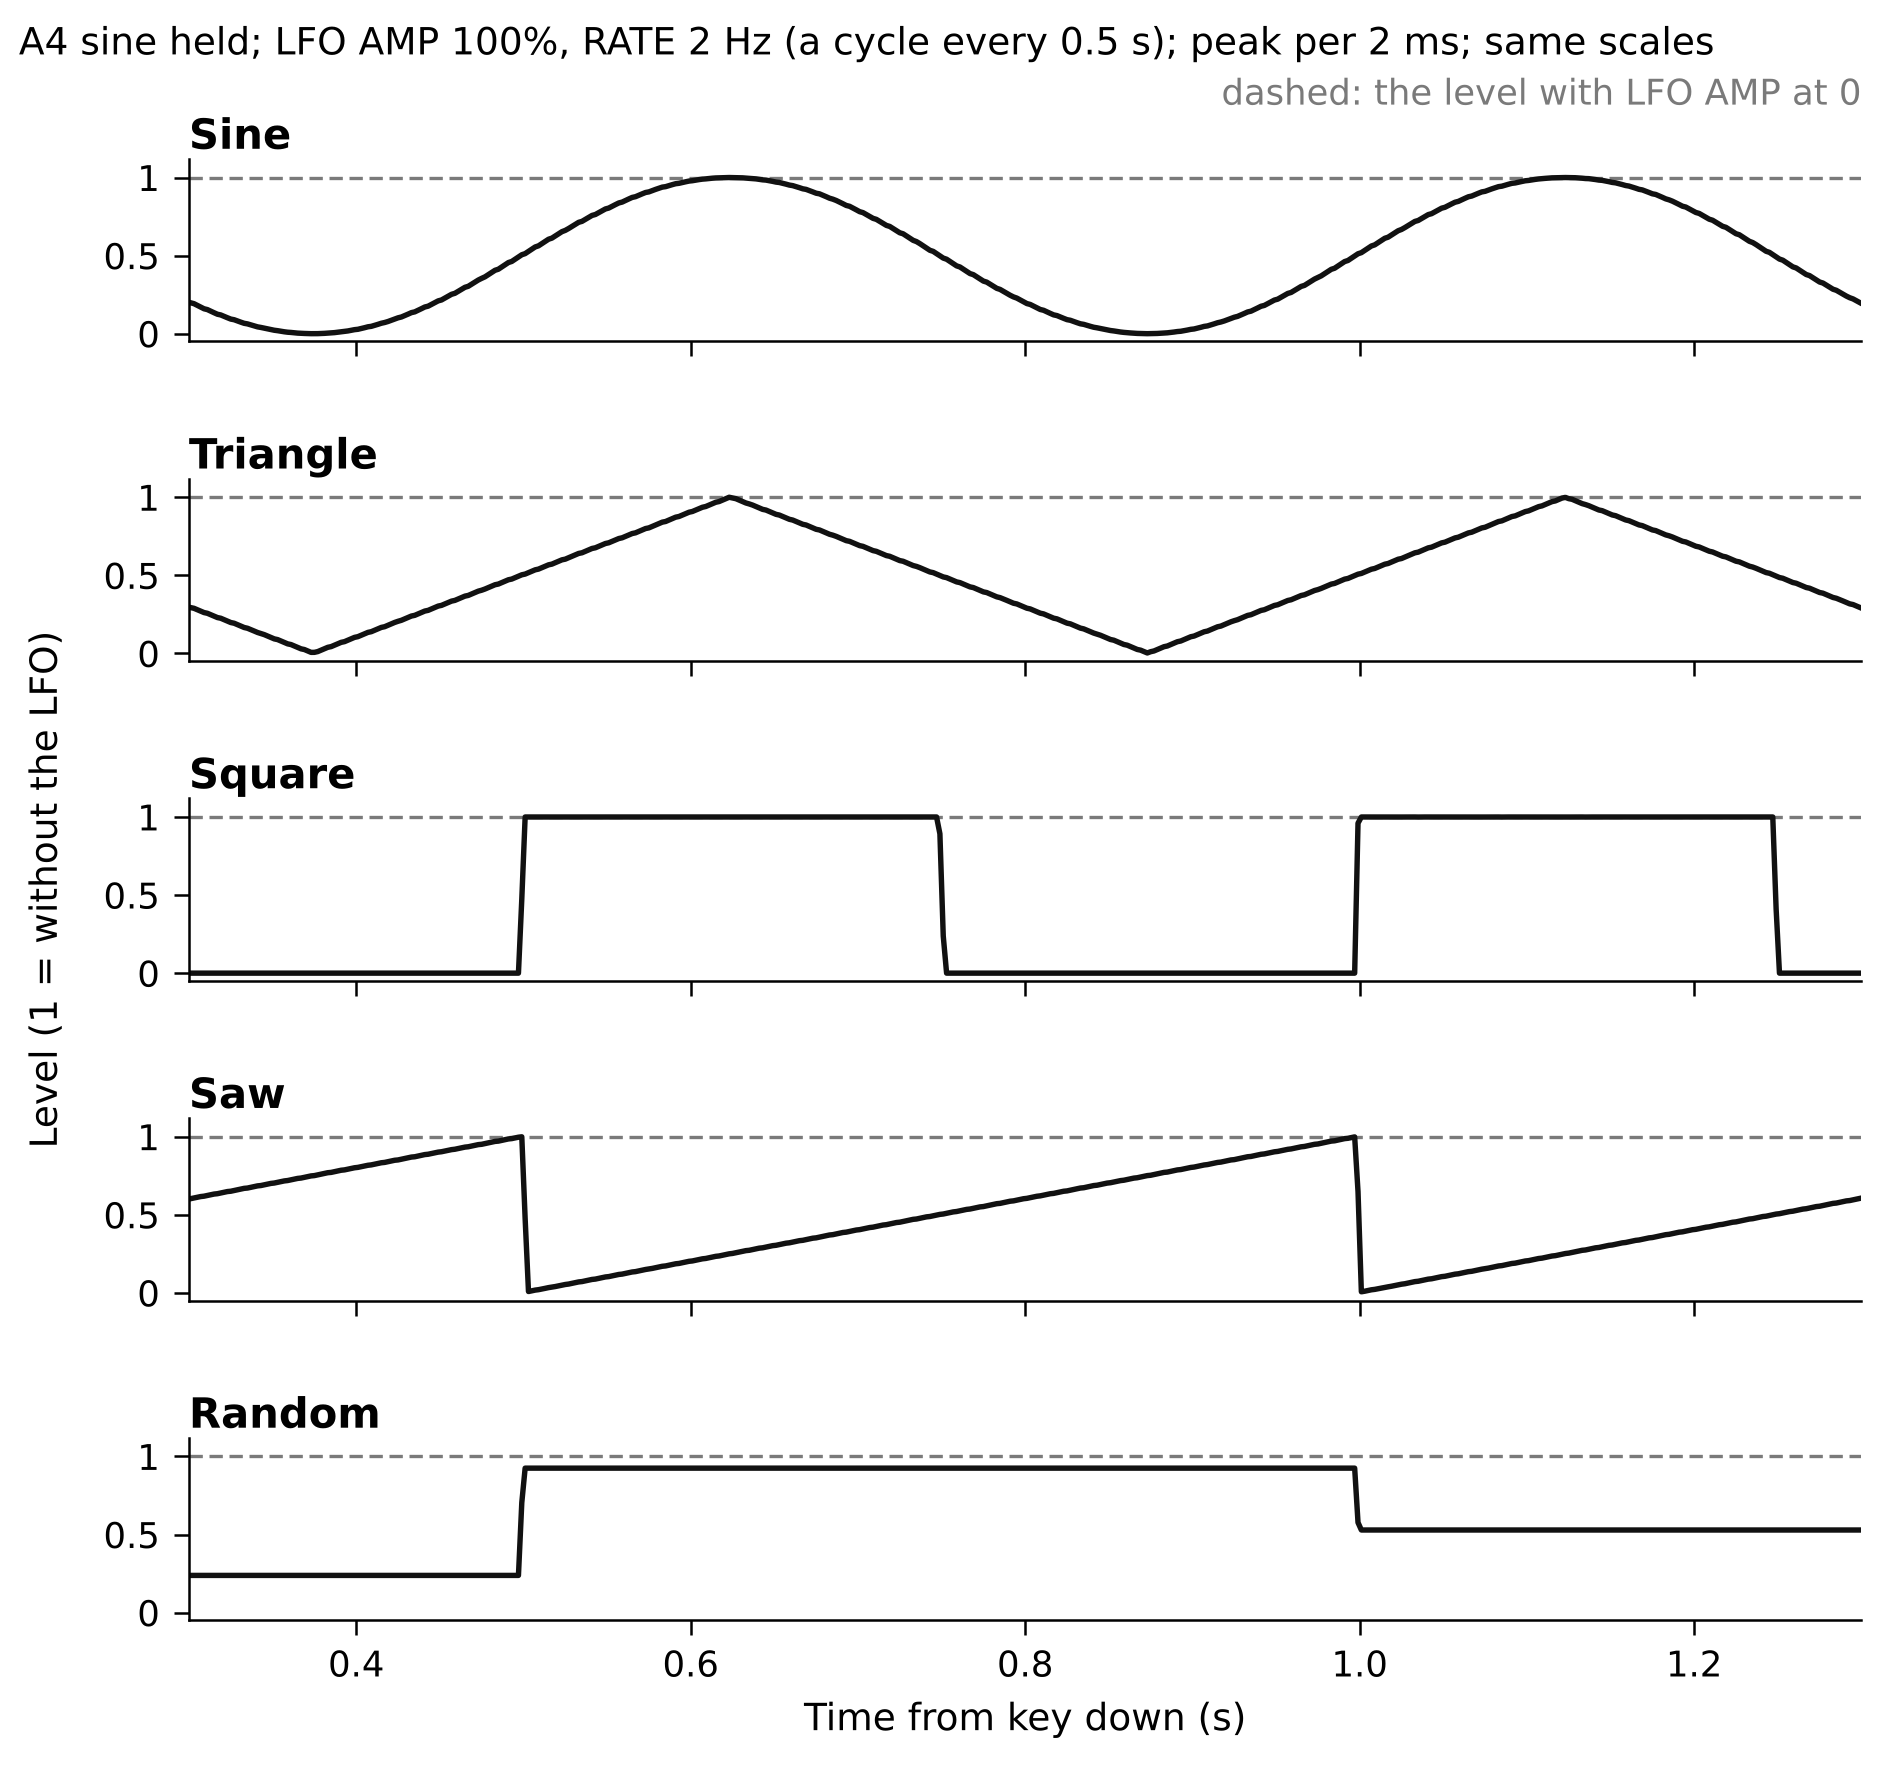 A4 sine held; LFO AMP 100%, RATE 2 Hz (a cycle every 0.5 s); peak per 2 ms; same scales
dashed: the level with LFO AMP at 0
Sine
1
0.5
0
Triangle
1
0.5
0
Level (1 = without the LFO)
Square
1
0.5
0
Saw
1
0.5
0
Random
1
0.5
0
0.4 0.6 0.8 1.0 1.2
Time from key down (s)